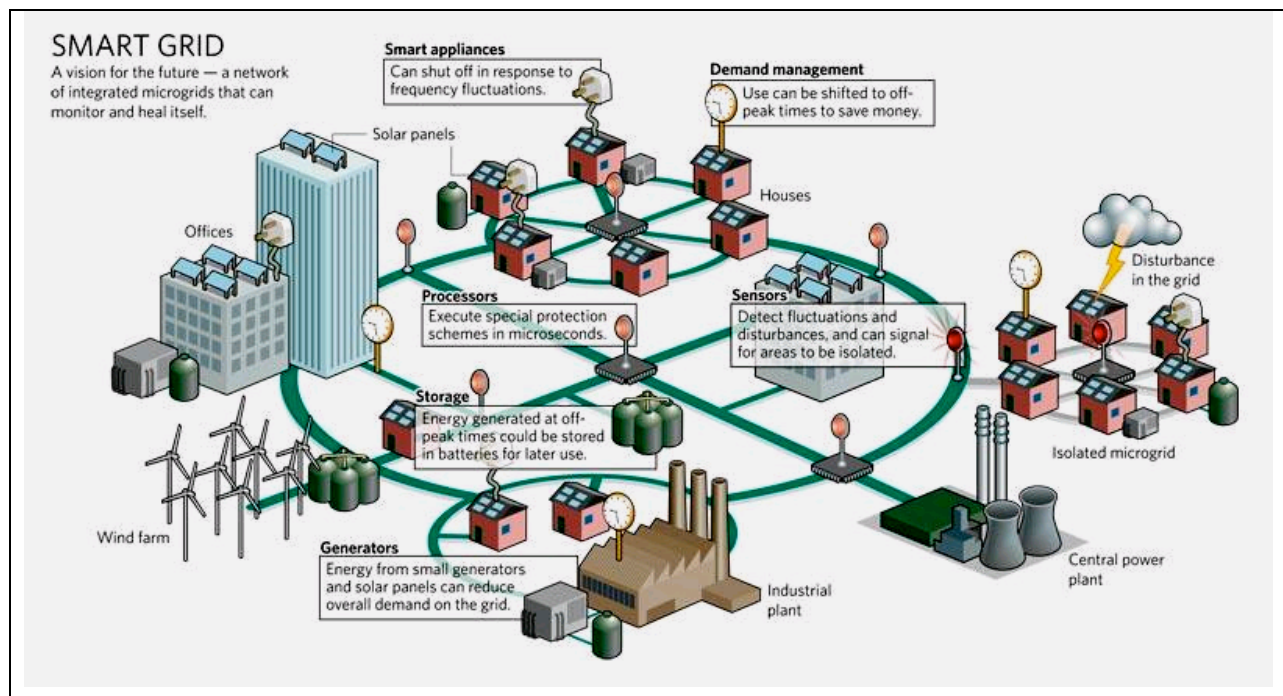 SMART GRID
A vision for the future — a network
of integrated microgrids that can
monitor and heal itself.
Smart appliances
Can shut off in response to
frequency fluctuations.
Demand management
Use can be shifted to off-
peak times to save money.
Solar panels
Houses
Offices
Disturbance
in the grid
Processors
Execute special protection
schemes in microseconds.
Sensors
Detect fluctuations and
disturbances, and can signal
for areas to be isolated.
Storage
Energy generated at off-
peak times could be stored
in batteries for later use.
Isolated microgrid
Wind farm
Generators
Energy from small generators
and solar panels can reduce
overall demand on the grid.
Industrial
plant
Central power
plant